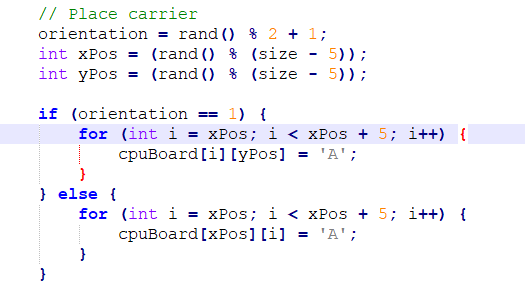 // Place carrier
orientation = rand() % 2 + 1;
int xPos = (rand() % (size - 5));
int yPos = (rand() % (size - 5));

if (orientation == 1) {
    for (int i = xPos; i < xPos + 5; i++) {
        cpuBoard[i][yPos] = 'A';
    }
} else {
    for (int i = xPos; i < xPos + 5; i++) {
        cpuBoard[xPos][i] = 'A';
    }
}